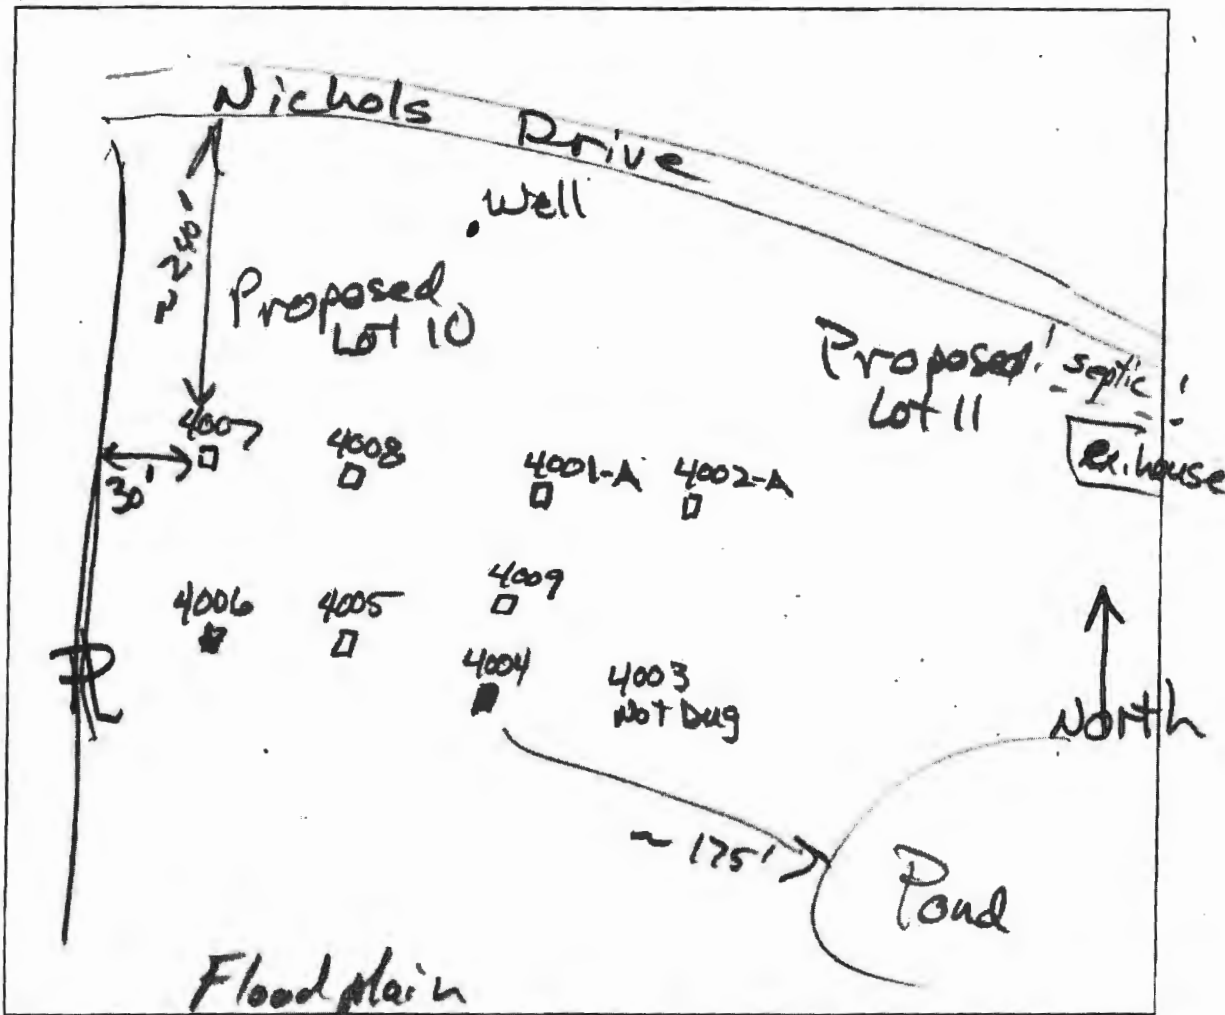 Nichols Drive
.Well
Proposed
Lot 10
Proposed
Lot 11
septic
ex. house
4007
4008
4001-A
4002-A
30'
4009
4006
4005
4004
4003
Not Dug
PL
North
~ 175'
Pond
Floodplain